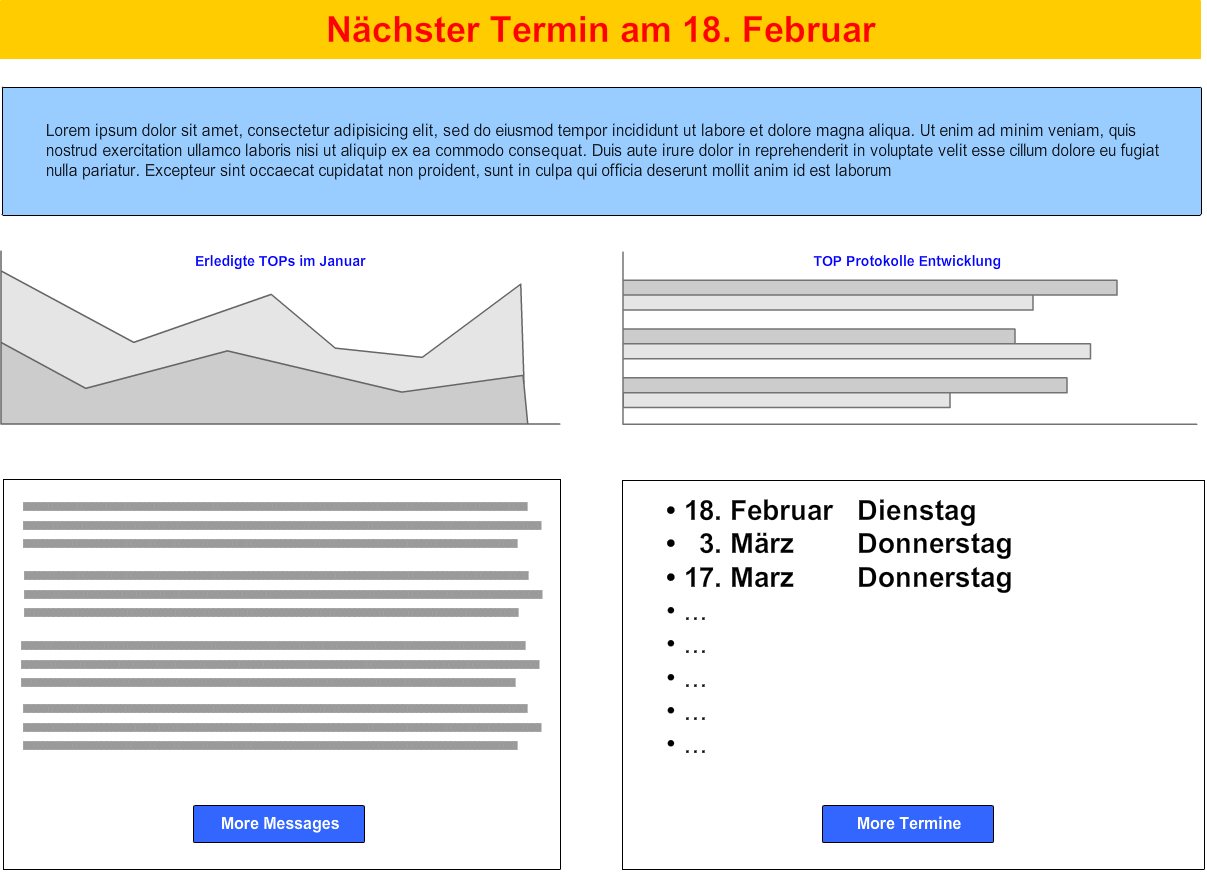 Nächster Termin am 18. Februar
Lorem ipsum dolor sit amet, consectetur adipisicing elit, sed do eiusmod tempor incididunt ut labore et dolore magna aliqua. Ut enim ad minim veniam, quis
nostrud exercitation ullamco laboris nisi ut aliquip ex ea commodo consequat. Duis aute irure dolor in reprehenderit in voluptate velit esse cillum dolore eu fugiat
nulla pariatur. Excepteur sint occaecat cupidatat non proident, sunt in culpa qui officia deserunt mollit anim id est laborum
Erledigte TOPs im Januar
TOP Protokolle Entwicklung
• 18. Februar Dienstag
• 3. März Donnerstag
• 17. Marz Donnerstag
• ...
• ...
• ...
• ...
• ...
More Messages
More Termine